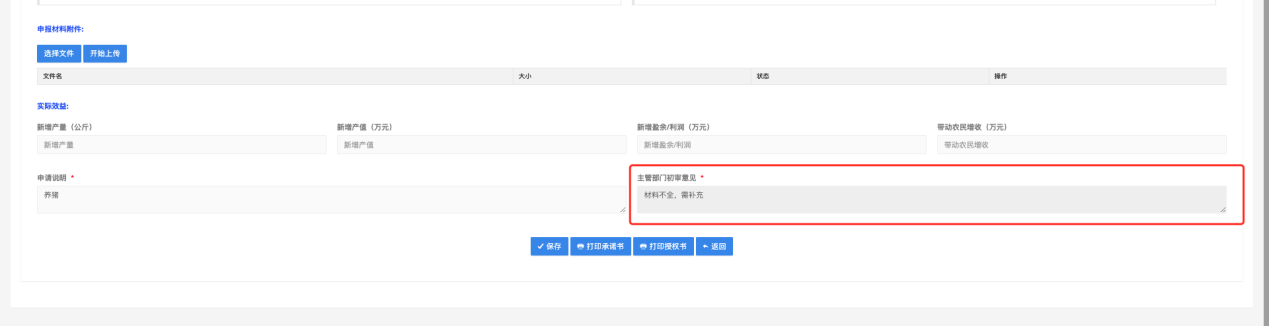 申报材料附件:
选择文件 开始上传
文件名 大小 状态 操作
实际效益:
新增产量（公斤） 新增产值（万元） 新增盈余/利润（万元） 带动农民增收（万元）
新增产量 新增产值 新增盈余/利润 带动农民增收
申请说明 * 主管部门初审意见 *
养猪 材料不全，需补充
保存 打印承诺书 打印授权书 返回